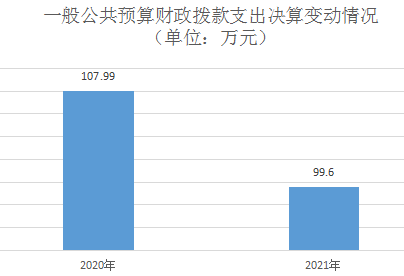 一般公共预算财政拨款支出决算变动情况
（单位：万元）
107.99
99.6
2020年
2021年